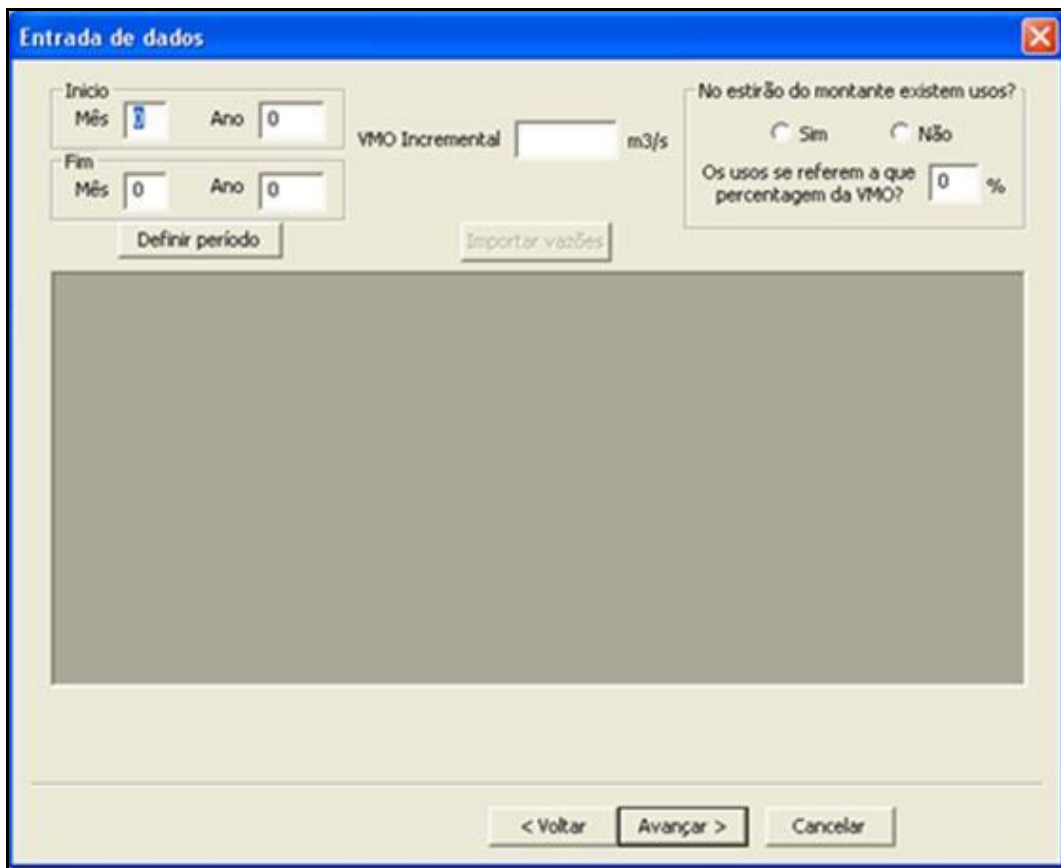 Entrada de dados
Inicio
Mês 0 Ano 0
Fim
Mês 0 Ano 0
Definir período
VMO Incremental m3/s
Importar vazões
No estirão do montante existem usos?
Sim Não
Os usos se referem a que
percentagem da VMO? 0 %
< Voltar Avançar > Cancelar